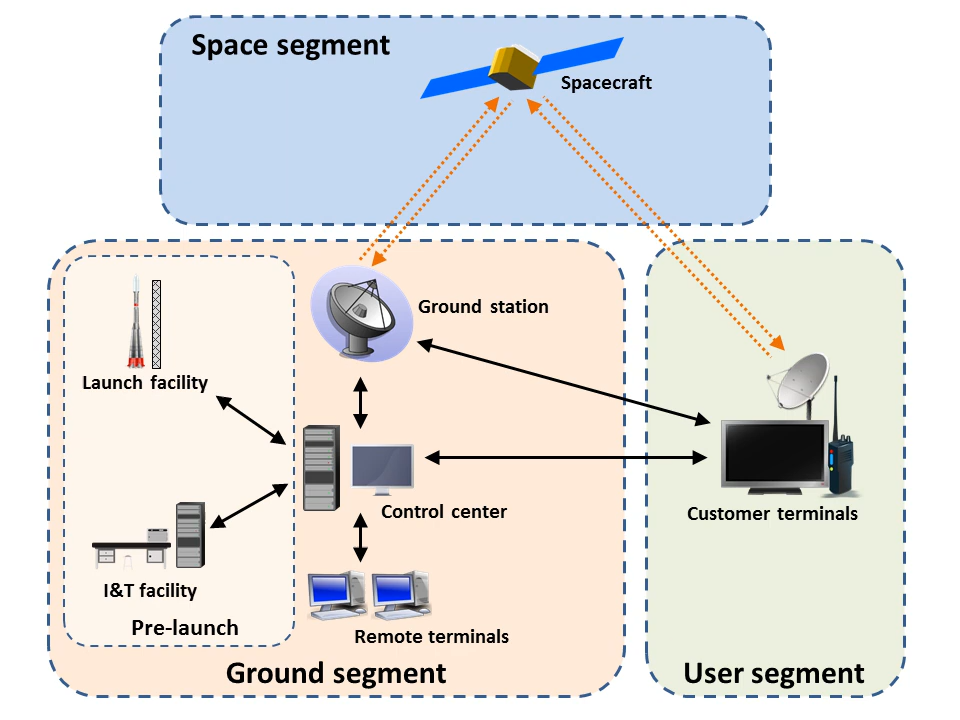 Space segment
Spacecraft
Ground station
Launch facility
Control center
Customer terminals
I&T facility
Pre-launch
Remote terminals
Ground segment
User segment